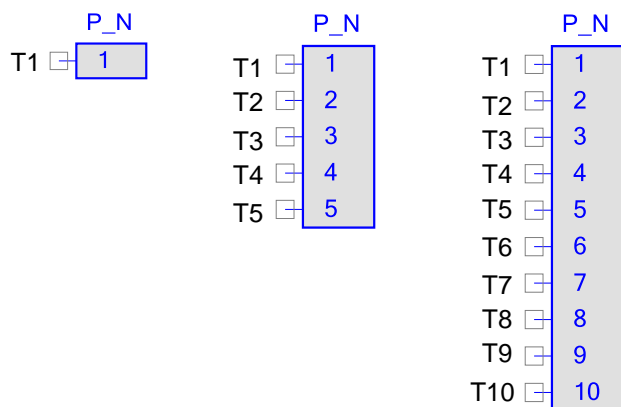 P_N
T1 1
P_N
T1 1
T2 2
T3 3
T4 4
T5 5
P_N
T1 1
T2 2
T3 3
T4 4
T5 5
T6 6
T7 7
T8 8
T9 9
T10 10